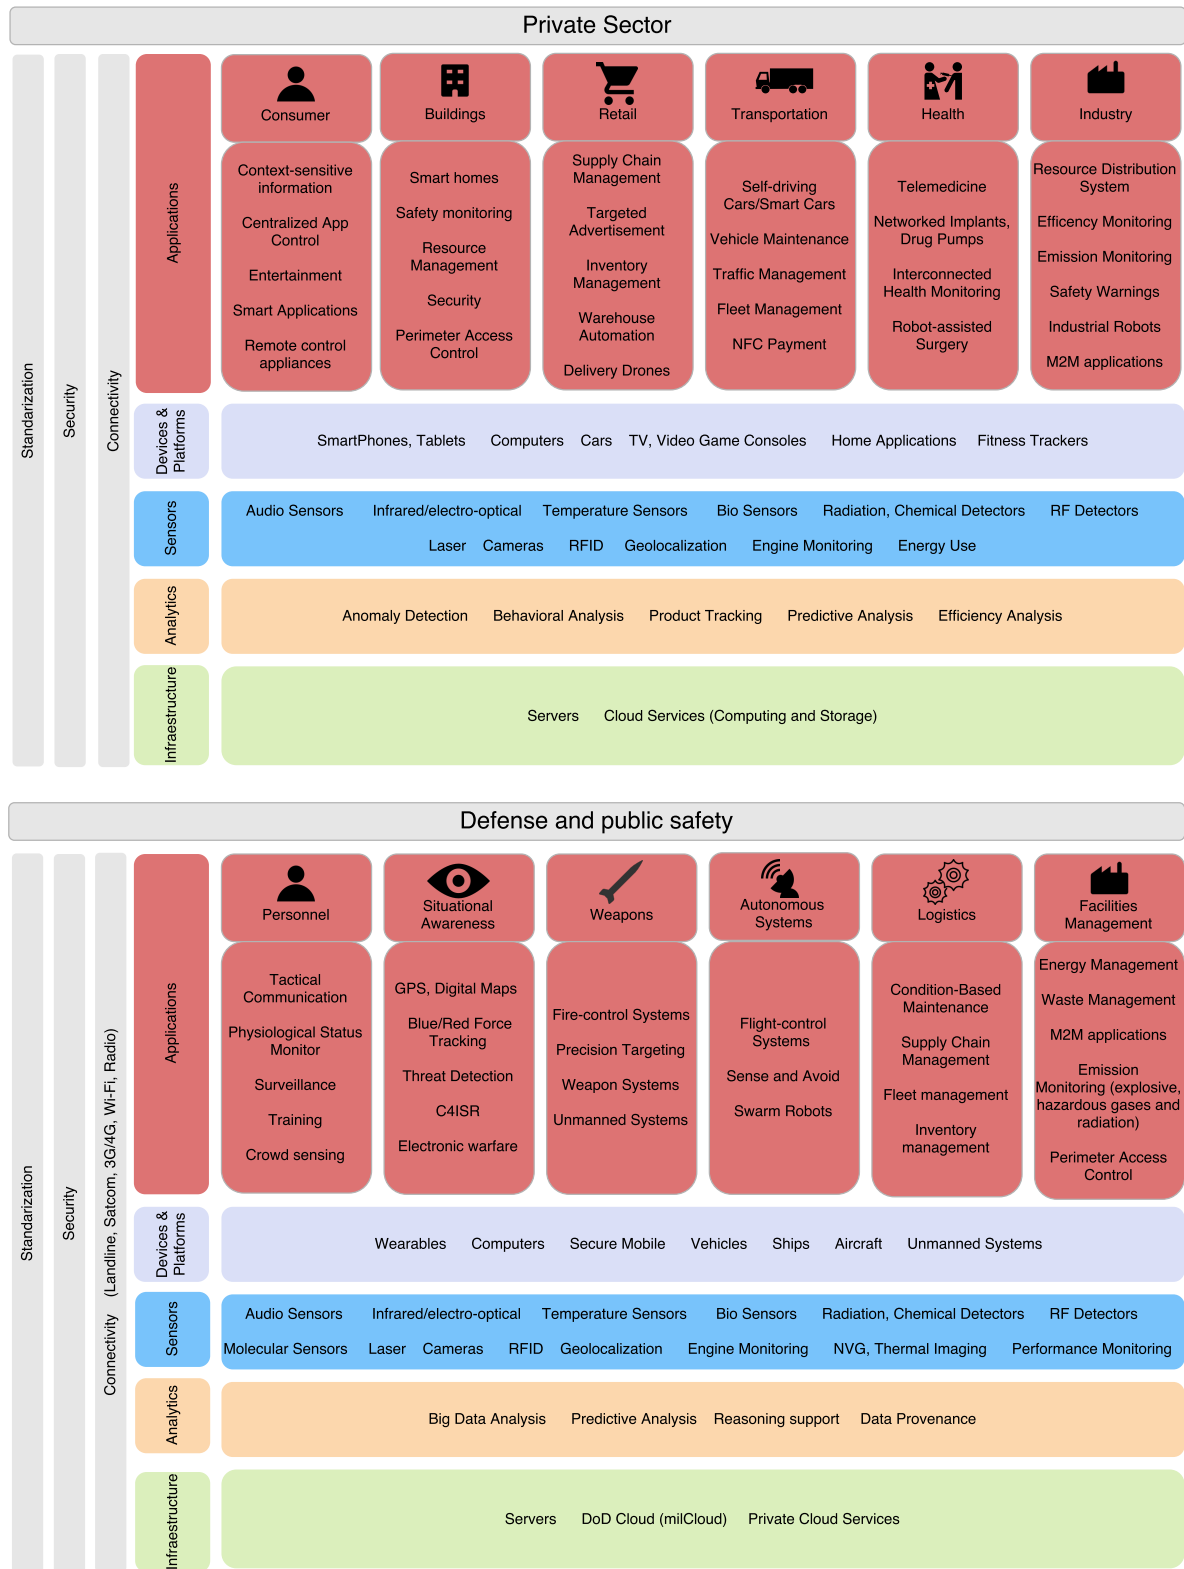 Private Sector
Standarization
Security
Connectivity
Applications
Consumer
Context-sensitive
information
Centralized App
Control
Entertainment
Smart Applications
Remote control
appliances
Buildings
Smart homes
Safety monitoring
Resource
Management
Security
Perimeter Access
Control
Retail
Supply Chain
Management
Targeted
Advertisement
Inventory
Management
Warehouse
Automation
Delivery Drones
Transportation
Self-driving
Cars/Smart Cars
Vehicle Maintenance
Traffic Management
Fleet Management
NFC Payment
Health
Telemedicine
Networked Implants,
Drug Pumps
Interconnected
Health Monitoring
Robot-assisted
Surgery
Industry
Resource Distribution
System
Efficency Monitoring
Emission Monitoring
Safety Warnings
Industrial Robots
M2M applications
Devices &
Platforms
SmartPhones, Tablets Computers Cars TV, Video Game Consoles Home Applications Fitness Trackers
Sensors
Audio Sensors Infrared/electro-optical Temperature Sensors Bio Sensors Radiation, Chemical Detectors RF Detectors
Laser Cameras RFID Geolocalization Engine Monitoring Energy Use
Analytics
Anomaly Detection Behavioral Analysis Product Tracking Predictive Analysis Efficiency Analysis
Infraestructure
Servers Cloud Services (Computing and Storage)
Defense and public safety
Standarization
Security
Connectivity (Landline, Satcom, 3G/4G, Wi-Fi, Radio)
Applications
Personnel
Tactical
Communication
Physiological Status
Monitor
Surveillance
Training
Crowd sensing
Situational
Awareness
GPS, Digital Maps
Blue/Red Force
Tracking
Threat Detection
C4ISR
Electronic warfare
Weapons
Fire-control Systems
Precision Targeting
Weapon Systems
Unmanned Systems
Autonomous
Systems
Flight-control
Systems
Sense and Avoid
Swarm Robots
Logistics
Condition-Based
Maintenance
Supply Chain
Management
Fleet management
Inventory
management
Facilities
Management
Energy Management
Waste Management
M2M applications
Emission
Monitoring (explosive,
hazardous gases and
radiation)
Perimeter Access
Control
Devices &
Platforms
Wearables Computers Secure Mobile Vehicles Ships Aircraft Unmanned Systems
Sensors
Audio Sensors Infrared/electro-optical Temperature Sensors Bio Sensors Radiation, Chemical Detectors RF Detectors
Molecular Sensors Laser Cameras RFID Geolocalization Engine Monitoring NVG, Thermal Imaging Performance Monitoring
Analytics
Big Data Analysis Predictive Analysis Reasoning support Data Provenance
Infraestructure
Servers DoD Cloud (milCloud) Private Cloud Services